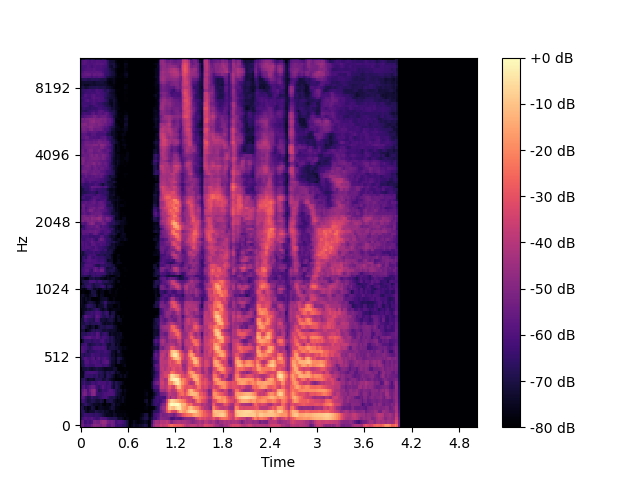 +0 dB
8192
-10 dB
4096
-20 dB
-30 dB
2048
Hz
-40 dB
1024
-50 dB
-60 dB
512
-70 dB
0
-80 dB
0 0.6 1.2 1.8 2.4 3 3.6 4.2 4.8
Time